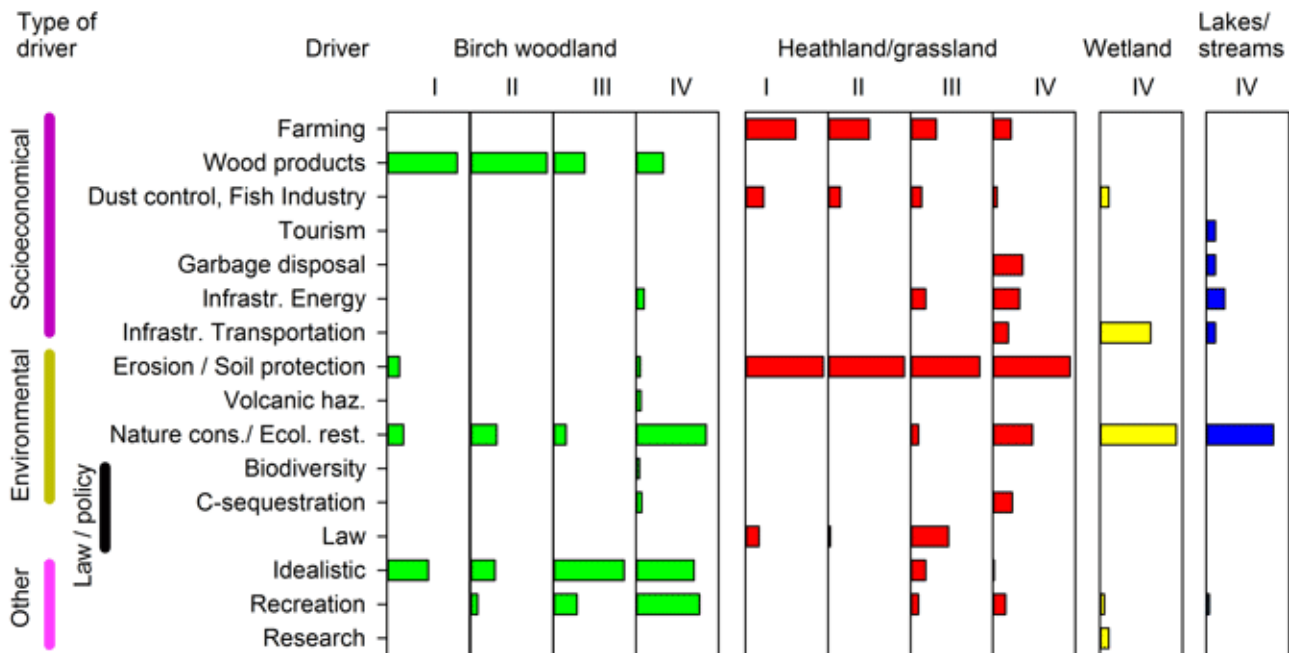 Type of
driver
Driver
Birch woodland
Heathland/grassland
Wetland
Lakes/
streams
I
II
III
IV
I
II
III
IV
IV
IV
Socioeconomical
Farming
Wood products
Dust control, Fish Industry
Tourism
Garbage disposal
Infrastr. Energy
Infrastr. Transportation
Environmental
Erosion / Soil protection
Volcanic haz.
Nature cons./ Ecol. rest.
Biodiversity
C-sequestration
Law / policy
Law
Other
Idealistic
Recreation
Research